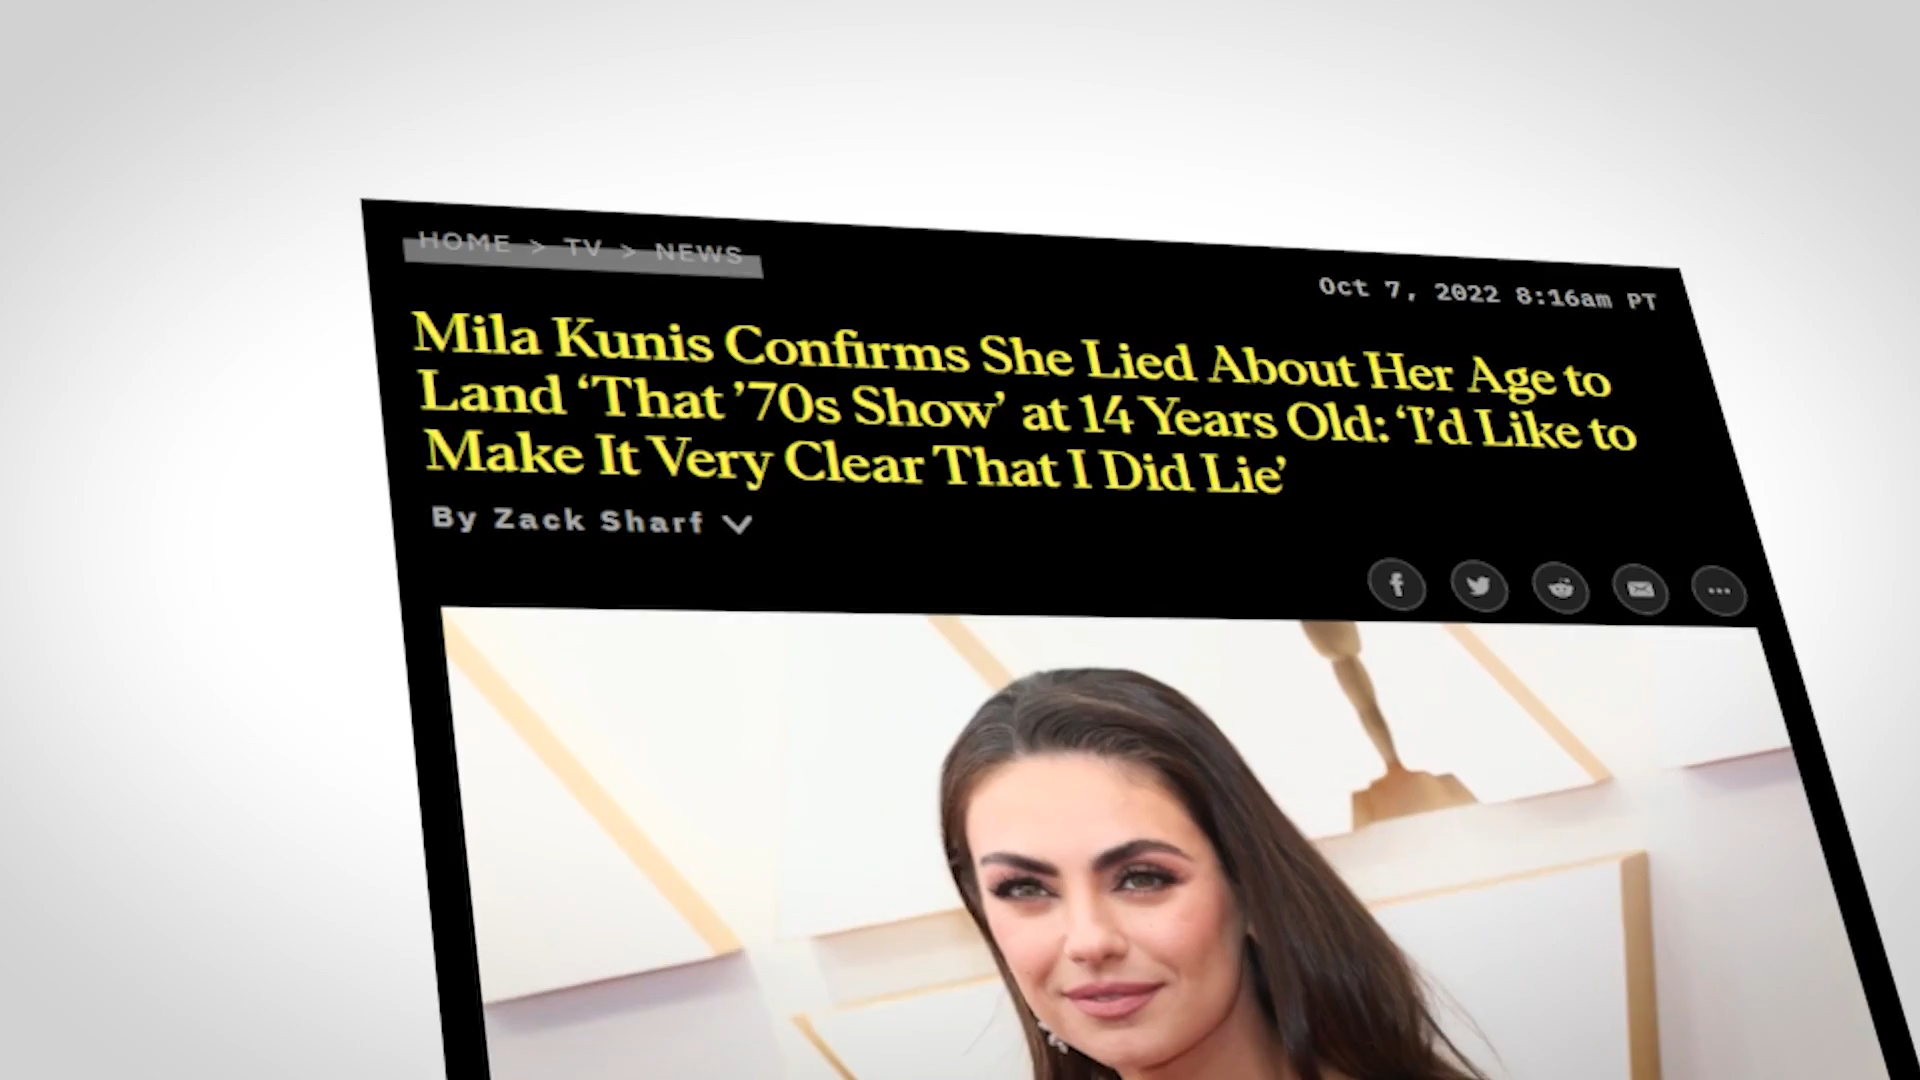 HOME > TV > NEWS
Oct 7, 2022 8:16am PT
Mila Kunis Confirms She Lied About Her Age to
Land ‘That ’70s Show’ at 14 Years Old: ‘I’d Like to
Make It Very Clear That I Did Lie’
By Zack Sharf